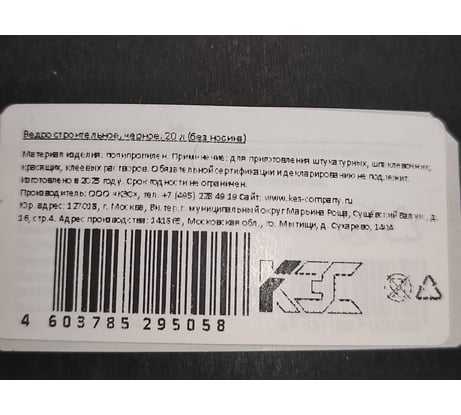 Ведро строительное, черное, 20 л (без носика)
Материал изделия: полипропилен. Применение: для приготовления штукатурных, шпаклевочных,
красящих, клеевых растворов. Обязательной сертификации и декларированию не подлежит.
Изготовлено в 2025 году. Срок годности не ограничен.
Производитель: ООО «КЭС», тел. +7 (495) 228 49 19 Сайт: www.kes-company.ru
Юр. адрес: 127018, г. Москва, Вн.тер.г. муниципальный округ Марьина Роща, Сущёвский Вал ул., д.
16, стр.4. Адрес производства: 141865, Московская обл., го. Мытищи, д. Сухарево, 140А
КЭС
4 603785 295058